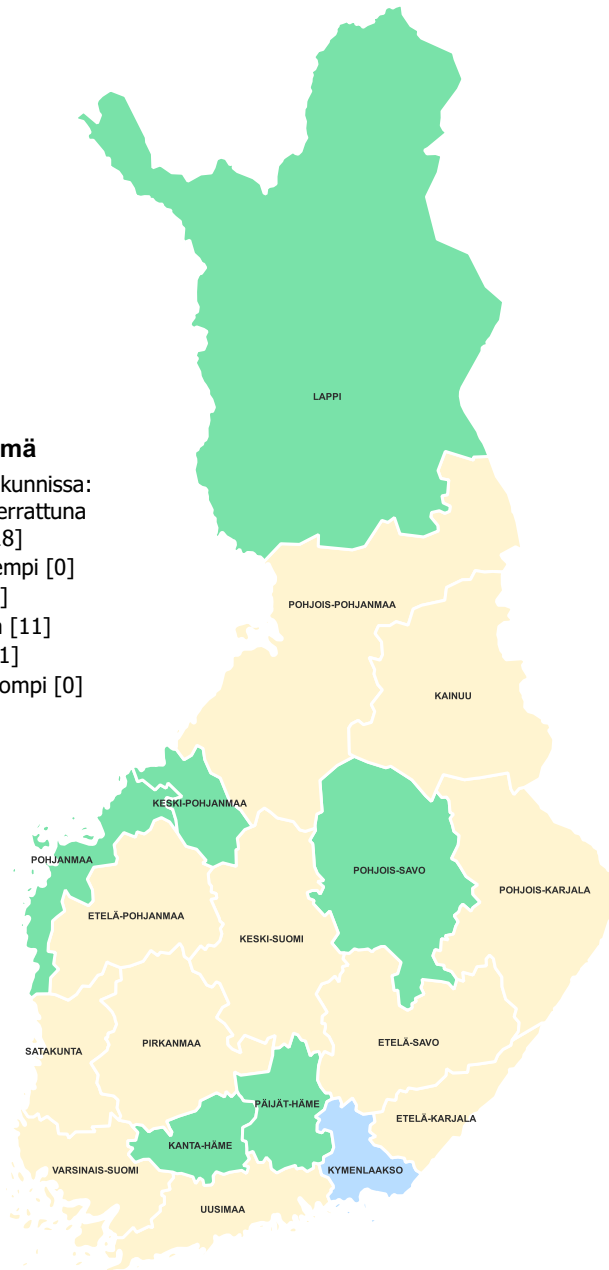 mä
kunnissa:
errattuna
8]
empi [0]
]
[11]
1]
ompi [0]
LAPPI
POHJOIS-POHJANMAA
KAINUU
KESKI-POHJANMAA
POHJANMAA
POHJOIS-SAVO
POHJOIS-KARJALA
ETELÄ-POHJANMAA
KESKI-SUOMI
SATAKUNTA
PIRKANMAA
ETELÄ-SAVO
PÄIJÄT-HÄME
ETELÄ-KARJALA
KANTA-HÄME
VARSINAIS-SUOMI
KYMENLAAKSO
UUSIMAA